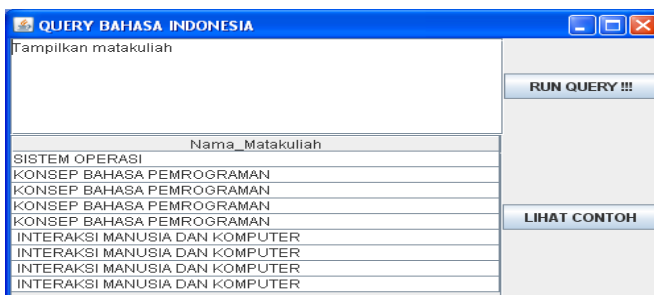 QUERY BAHASA INDONESIA
Tampilkan matakuliah
RUN QUERY !!!
Nama_Matakuliah
SISTEM OPERASI
KONSEP BAHASA PEMROGRAMAN
KONSEP BAHASA PEMROGRAMAN
KONSEP BAHASA PEMROGRAMAN
KONSEP BAHASA PEMROGRAMAN
LIHAT CONTOH
INTERAKSI MANUSIA DAN KOMPUTER
INTERAKSI MANUSIA DAN KOMPUTER
INTERAKSI MANUSIA DAN KOMPUTER
INTERAKSI MANUSIA DAN KOMPUTER